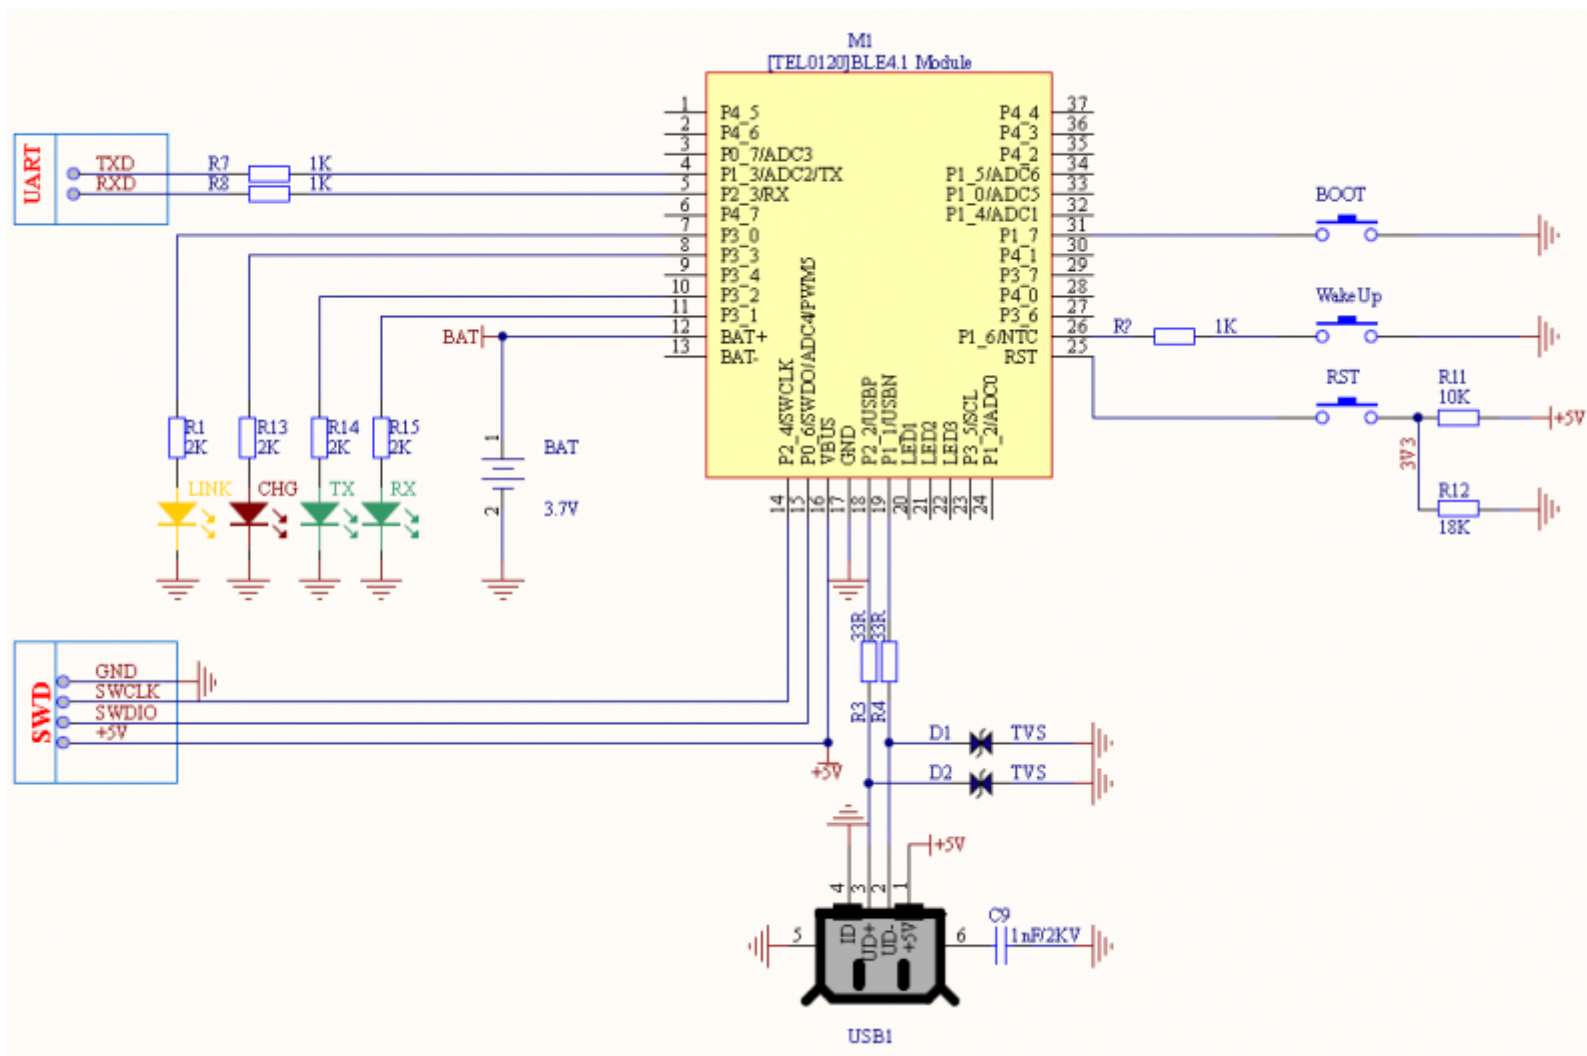 M1
[TEL0120]BLE4.1 Module
UART
TXD
RXD
R7 1K
R8 1K
1 P4_5
2 P4_6
3 P0_7/ADC3
4 P1_3/ADC2/TX
5 P2_3/RX
6 P4_7
7 P3_0
8 P3_3
9 P3_4
10 P3_2
11 P3_1
12 BAT+
13 BAT-
P4_4 37
P4_3 36
P4_2 35
P1_5/ADC6 34
P1_0/ADC5 33
P1_4/ADC1 32
P1_7 31
P4_1 30
P3_7 29
P4_0 28
P3_6 27
P1_6/NTC 26
RST 25
P2_4/SWCLK 14
P0_6/SWDO/ADC4/PWM5 15
VBUS 16
GND 17
P2_2/USBP 18
P1_1/USBN 19
LED1 20
LED2 21
LED3 22
P3_5/SCL 23
P1_2/ADC0 24
BOOT
WakeUp
R? 1K
RST
R11
10K
+5V
3V3
R12
18K
BAT
1
BAT
2
3.7V
R1
2K
R13
2K
R14
2K
R15
2K
LINK
CHG
TX
RX
SWD
GND
SWCLK
SWDIO
+5V
+5V
33R
33R
R3
R4
D1 TVS
D2 TVS
+5V
4
3
2
1
5
ID
UD+
UD-
+5V
6
C9
1nF/2KV
USB1